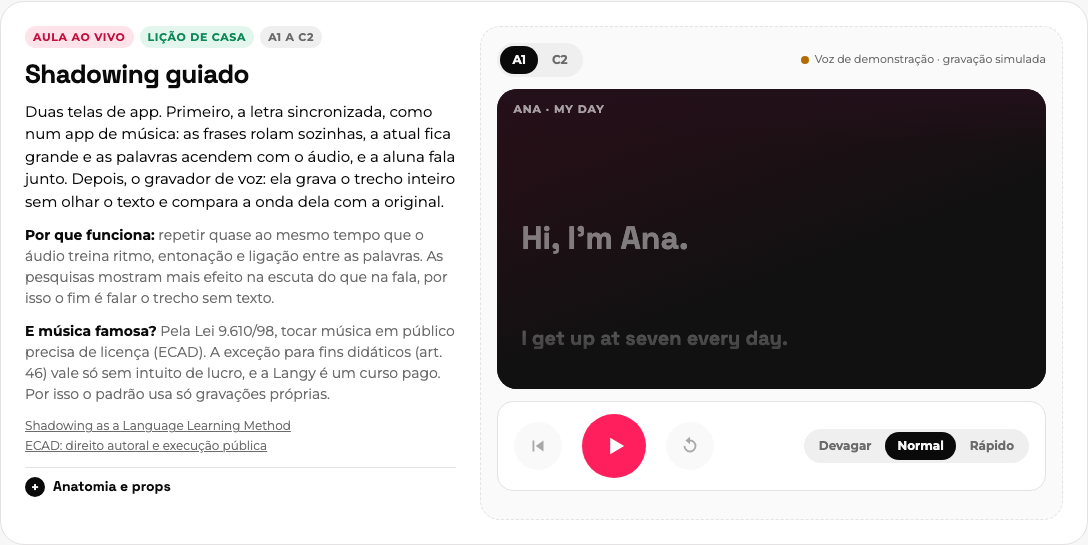 AULA AO VIVO
LIÇÃO DE CASA
A1 A C2
Shadowing guiado
Duas telas de app. Primeiro, a letra sincronizada, como
num app de música: as frases rolam sozinhas, a atual fica
grande e as palavras acendem com o áudio, e a aluna fala
junto. Depois, o gravador de voz: ela grava o trecho inteiro
sem olhar o texto e compara a onda dela com a original.
Por que funciona: repetir quase ao mesmo tempo que o
áudio treina ritmo, entonação e ligação entre as palavras. As
pesquisas mostram mais efeito na escuta do que na fala, por
isso o fim é falar o trecho sem texto.
E música famosa? Pela Lei 9.610/98, tocar música em público
precisa de licença (ECAD). A exceção para fins didáticos (art.
46) vale só sem intuito de lucro, e a Langy é um curso pago.
Por isso o padrão usa só gravações próprias.
Shadowing as a Language Learning Method
ECAD: direito autoral e execução pública
Anatomia e props
A1
C2
Voz de demonstração · gravação simulada
ANA · MY DAY
Hi, I’m Ana.
I get up at seven every day.
Devagar
Normal
Rápido